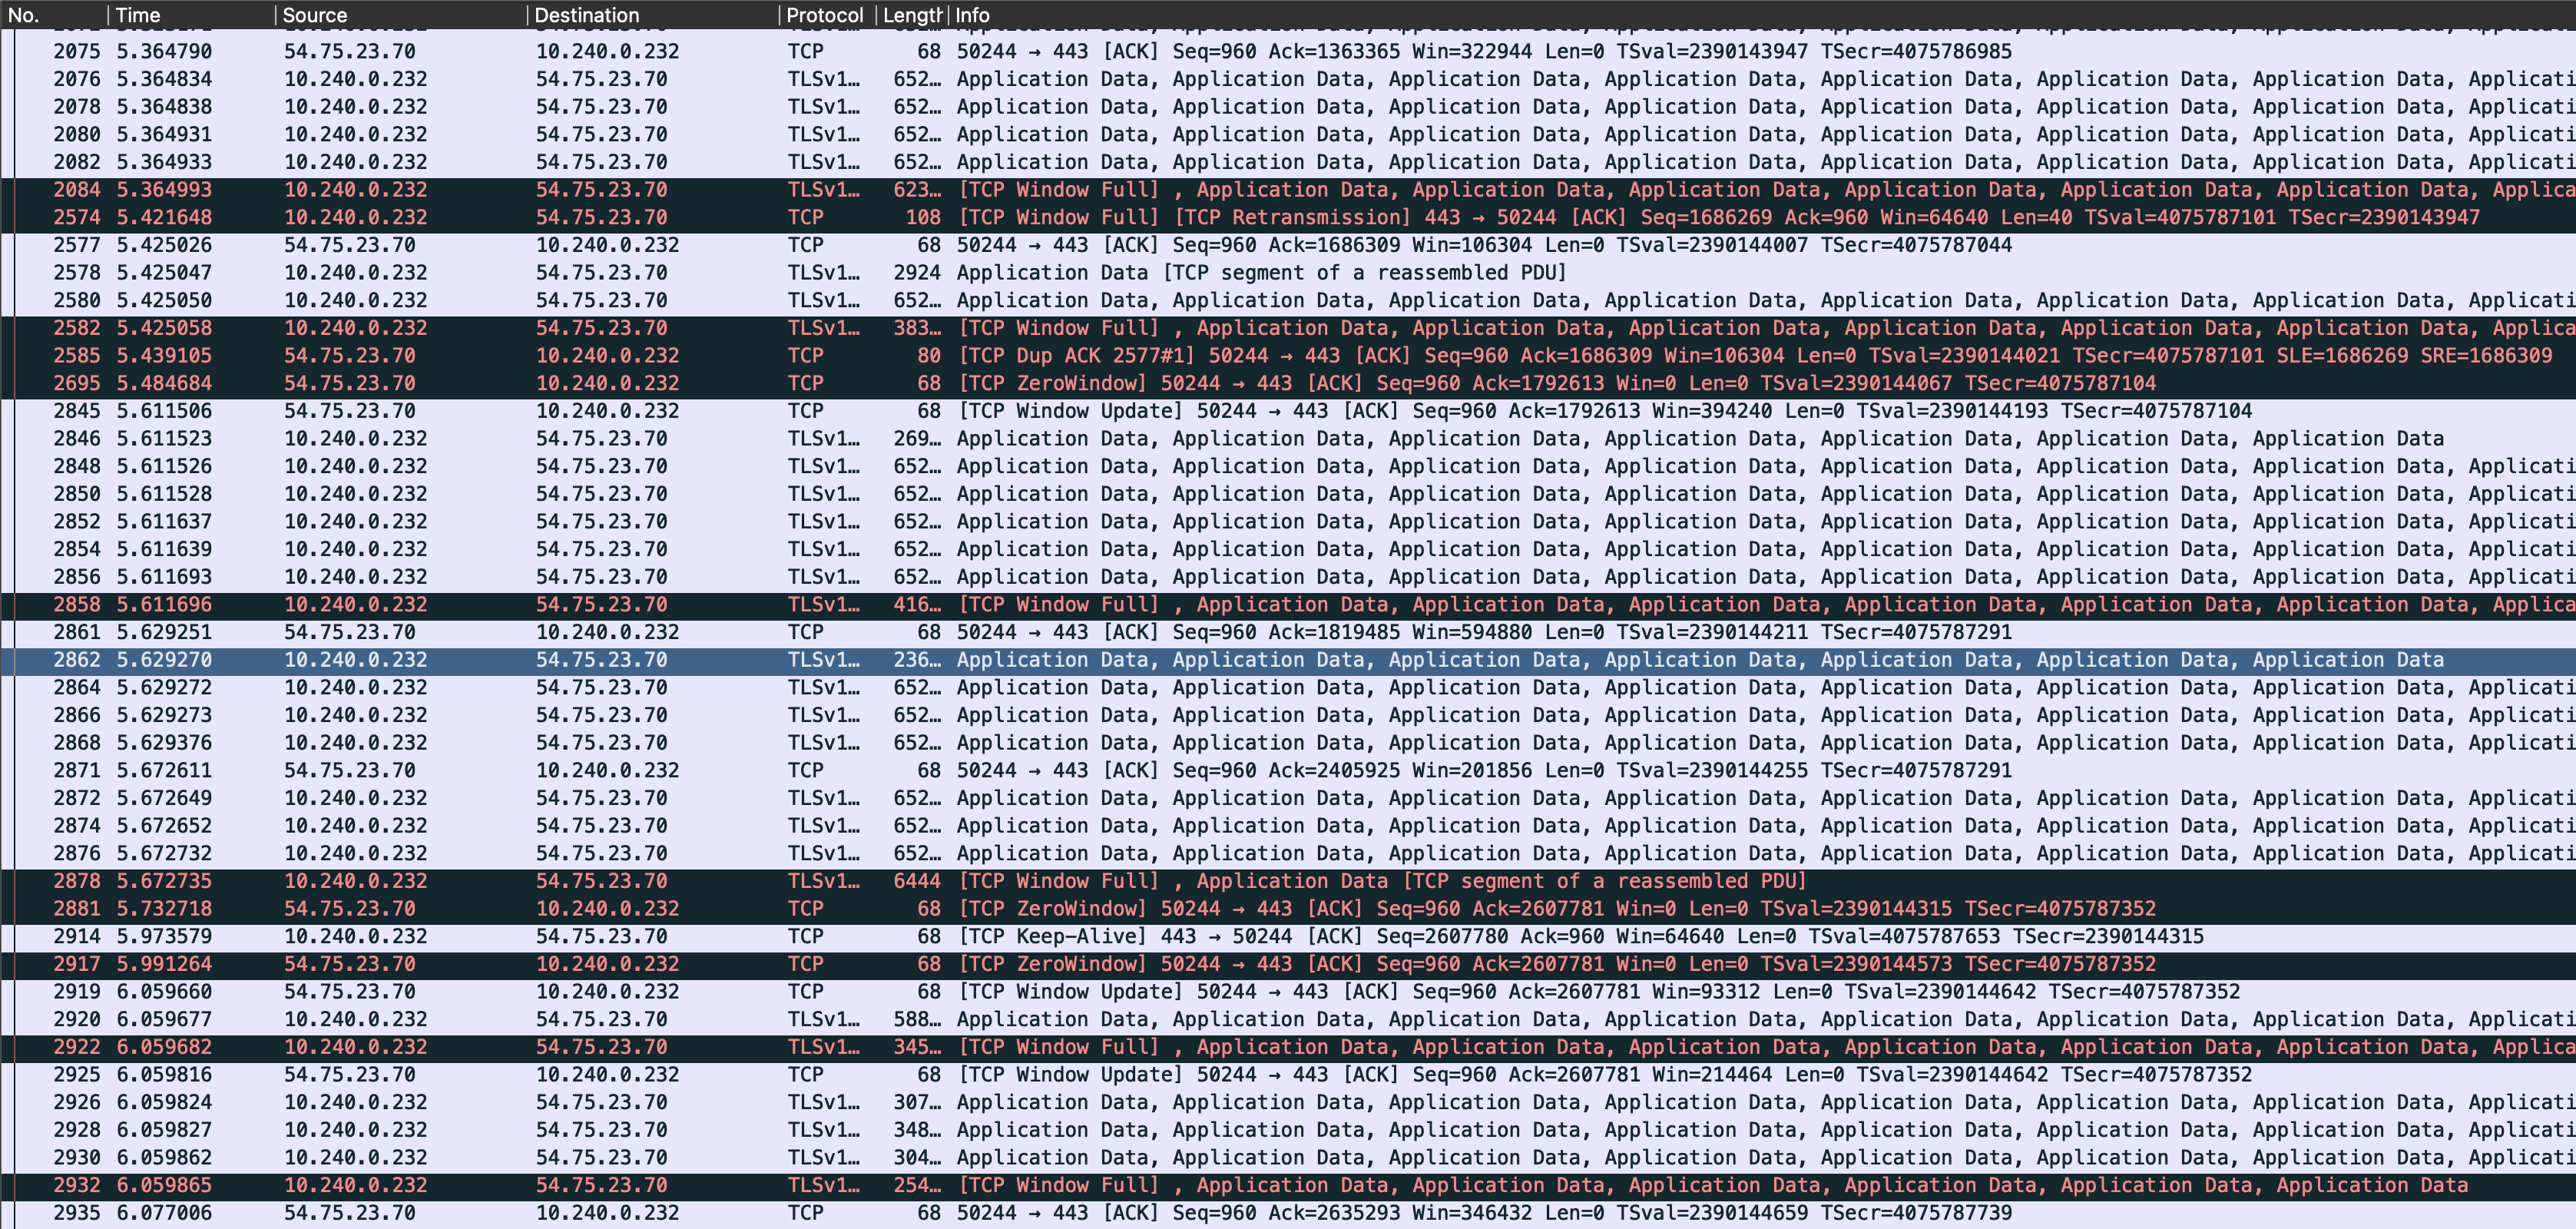 No. Time Source Destination Protocol Length Info
2075 5.364790 54.75.23.70 10.240.0.232 TCP 68 50244 → 443 [ACK] Seq=960 Ack=1363365 Win=322944 Len=0 TSval=2390143947 TSecr=4075786985
2076 5.364834 10.240.0.232 54.75.23.70 TLSv1… 652… Application Data, Application Data, Application Data, Application Data, Application Data, Application Data, Application Data, Applicati
2078 5.364838 10.240.0.232 54.75.23.70 TLSv1… 652… Application Data, Application Data, Application Data, Application Data, Application Data, Application Data, Application Data, Applicati
2080 5.364931 10.240.0.232 54.75.23.70 TLSv1… 652… Application Data, Application Data, Application Data, Application Data, Application Data, Application Data, Application Data, Applicati
2082 5.364933 10.240.0.232 54.75.23.70 TLSv1… 652… Application Data, Application Data, Application Data, Application Data, Application Data, Application Data, Application Data, Applicati
2084 5.364993 10.240.0.232 54.75.23.70 TLSv1… 623… [TCP Window Full] , Application Data, Application Data, Application Data, Application Data, Application Data, Application Data, Applica
2574 5.421648 10.240.0.232 54.75.23.70 TCP 108 [TCP Window Full] [TCP Retransmission] 443 → 50244 [ACK] Seq=1686269 Ack=960 Win=64640 Len=40 TSval=4075787101 TSecr=2390143947
2577 5.425026 54.75.23.70 10.240.0.232 TCP 68 50244 → 443 [ACK] Seq=960 Ack=1686309 Win=106304 Len=0 TSval=2390144007 TSecr=4075787044
2578 5.425047 10.240.0.232 54.75.23.70 TLSv1… 2924 Application Data [TCP segment of a reassembled PDU]
2580 5.425050 10.240.0.232 54.75.23.70 TLSv1… 652… Application Data, Application Data, Application Data, Application Data, Application Data, Application Data, Application Data, Applicati
2582 5.425058 10.240.0.232 54.75.23.70 TLSv1… 383… [TCP Window Full] , Application Data, Application Data, Application Data, Application Data, Application Data, Application Data, Applica
2585 5.439105 54.75.23.70 10.240.0.232 TCP 80 [TCP Dup ACK 2577#1] 50244 → 443 [ACK] Seq=960 Ack=1686309 Win=106304 Len=0 TSval=2390144021 TSecr=4075787101 SLE=1686269 SRE=1686309
2695 5.484684 54.75.23.70 10.240.0.232 TCP 68 [TCP ZeroWindow] 50244 → 443 [ACK] Seq=960 Ack=1792613 Win=0 Len=0 TSval=2390144067 TSecr=4075787104
2845 5.611506 54.75.23.70 10.240.0.232 TCP 68 [TCP Window Update] 50244 → 443 [ACK] Seq=960 Ack=1792613 Win=394240 Len=0 TSval=2390144193 TSecr=4075787104
2846 5.611523 10.240.0.232 54.75.23.70 TLSv1… 269… Application Data, Application Data, Application Data, Application Data, Application Data, Application Data, Application Data
2848 5.611526 10.240.0.232 54.75.23.70 TLSv1… 652… Application Data, Application Data, Application Data, Application Data, Application Data, Application Data, Application Data, Applicati
2850 5.611528 10.240.0.232 54.75.23.70 TLSv1… 652… Application Data, Application Data, Application Data, Application Data, Application Data, Application Data, Application Data, Applicati
2852 5.611637 10.240.0.232 54.75.23.70 TLSv1… 652… Application Data, Application Data, Application Data, Application Data, Application Data, Application Data, Application Data, Applicati
2854 5.611639 10.240.0.232 54.75.23.70 TLSv1… 652… Application Data, Application Data, Application Data, Application Data, Application Data, Application Data, Application Data, Applicati
2856 5.611693 10.240.0.232 54.75.23.70 TLSv1… 652… Application Data, Application Data, Application Data, Application Data, Application Data, Application Data, Application Data, Applicati
2858 5.611696 10.240.0.232 54.75.23.70 TLSv1… 416… [TCP Window Full] , Application Data, Application Data, Application Data, Application Data, Application Data, Application Data, Applica
2861 5.629251 54.75.23.70 10.240.0.232 TCP 68 50244 → 443 [ACK] Seq=960 Ack=1819485 Win=594880 Len=0 TSval=2390144211 TSecr=4075787291
2862 5.629270 10.240.0.232 54.75.23.70 TLSv1… 236… Application Data, Application Data, Application Data, Application Data, Application Data, Application Data, Application Data
2864 5.629272 10.240.0.232 54.75.23.70 TLSv1… 652… Application Data, Application Data, Application Data, Application Data, Application Data, Application Data, Application Data, Applicati
2866 5.629273 10.240.0.232 54.75.23.70 TLSv1… 652… Application Data, Application Data, Application Data, Application Data, Application Data, Application Data, Application Data, Applicati
2868 5.629376 10.240.0.232 54.75.23.70 TLSv1… 652… Application Data, Application Data, Application Data, Application Data, Application Data, Application Data, Application Data, Applicati
2871 5.672611 54.75.23.70 10.240.0.232 TCP 68 50244 → 443 [ACK] Seq=960 Ack=2405925 Win=201856 Len=0 TSval=2390144255 TSecr=4075787291
2872 5.672649 10.240.0.232 54.75.23.70 TLSv1… 652… Application Data, Application Data, Application Data, Application Data, Application Data, Application Data, Application Data, Applicati
2874 5.672652 10.240.0.232 54.75.23.70 TLSv1… 652… Application Data, Application Data, Application Data, Application Data, Application Data, Application Data, Application Data, Applicati
2876 5.672732 10.240.0.232 54.75.23.70 TLSv1… 652… Application Data, Application Data, Application Data, Application Data, Application Data, Application Data, Application Data, Applicati
2878 5.672735 10.240.0.232 54.75.23.70 TLSv1… 6444 [TCP Window Full] , Application Data [TCP segment of a reassembled PDU]
2881 5.732718 54.75.23.70 10.240.0.232 TCP 68 [TCP ZeroWindow] 50244 → 443 [ACK] Seq=960 Ack=2607781 Win=0 Len=0 TSval=2390144315 TSecr=4075787352
2914 5.973579 10.240.0.232 54.75.23.70 TCP 68 [TCP Keep-Alive] 443 → 50244 [ACK] Seq=2607780 Ack=960 Win=64640 Len=0 TSval=4075787653 TSecr=2390144315
2917 5.991264 54.75.23.70 10.240.0.232 TCP 68 [TCP ZeroWindow] 50244 → 443 [ACK] Seq=960 Ack=2607781 Win=0 Len=0 TSval=2390144573 TSecr=4075787352
2919 6.059660 54.75.23.70 10.240.0.232 TCP 68 [TCP Window Update] 50244 → 443 [ACK] Seq=960 Ack=2607781 Win=93312 Len=0 TSval=2390144642 TSecr=4075787352
2920 6.059677 10.240.0.232 54.75.23.70 TLSv1… 588… Application Data, Application Data, Application Data, Application Data, Application Data, Application Data, Application Data, Applicati
2922 6.059682 10.240.0.232 54.75.23.70 TLSv1… 345… [TCP Window Full] , Application Data, Application Data, Application Data, Application Data, Application Data, Application Data, Applica
2925 6.059816 54.75.23.70 10.240.0.232 TCP 68 [TCP Window Update] 50244 → 443 [ACK] Seq=960 Ack=2607781 Win=214464 Len=0 TSval=2390144642 TSecr=4075787352
2926 6.059824 10.240.0.232 54.75.23.70 TLSv1… 307… Application Data, Application Data, Application Data, Application Data, Application Data, Application Data, Application Data, Applicati
2928 6.059827 10.240.0.232 54.75.23.70 TLSv1… 348… Application Data, Application Data, Application Data, Application Data, Application Data, Application Data, Application Data, Applicati
2930 6.059862 10.240.0.232 54.75.23.70 TLSv1… 304… Application Data, Application Data, Application Data, Application Data, Application Data, Application Data, Application Data, Applicati
2932 6.059865 10.240.0.232 54.75.23.70 TLSv1… 254… [TCP Window Full] , Application Data, Application Data, Application Data, Application Data, Application Data, Application Data
2935 6.077006 54.75.23.70 10.240.0.232 TCP 68 50244 → 443 [ACK] Seq=960 Ack=2635293 Win=346432 Len=0 TSval=2390144659 TSecr=4075787739